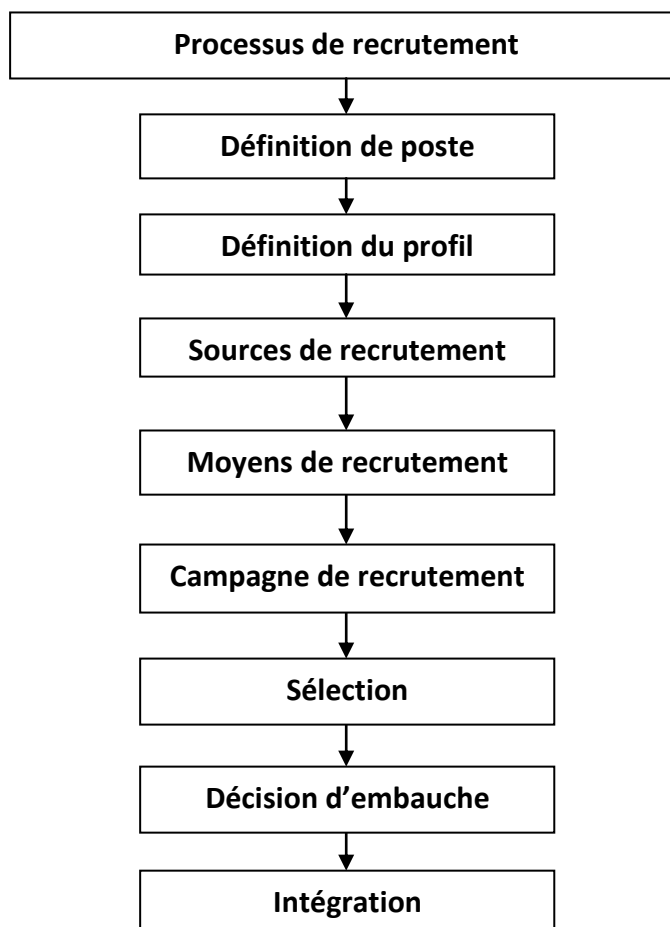 Processus de recrutement
Définition de poste
Définition du profil
Sources de recrutement
Moyens de recrutement
Campagne de recrutement
Sélection
Décision d’embauche
Intégration